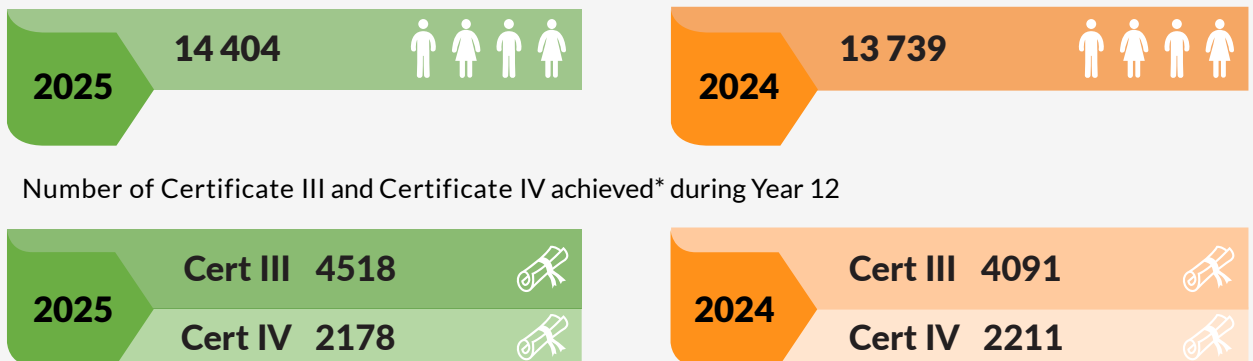 14 404
2025
13 739
2024
Number of Certificate III and Certificate IV achieved* during Year 12
Cert III 4518
2025
Cert IV 2178
Cert III 4091
2024
Cert IV 2211